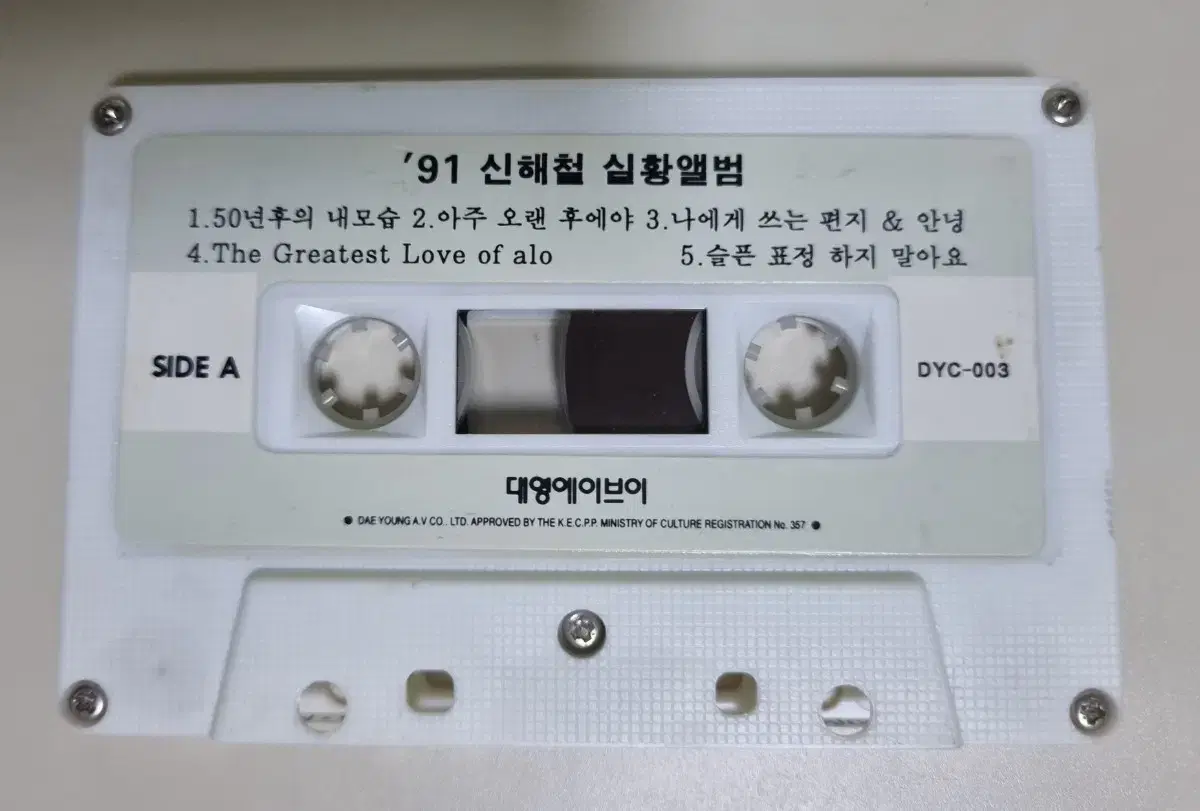 '91 신해철 실황앨범
1.50년후의 내모습 2.아주 오랜 후에야 3.나에게 쓰는 편지 & 안녕
4.The Greatest Love of alo 5.슬픈 표정 하지 말아요
SIDE A DYC-003
대영에이브이
● DAE YOUNG A.V CO., LTD. APPROVED BY THE K.E.C.P.P. MINISTRY OF CULTURE REGISTRATION No. 357 ●